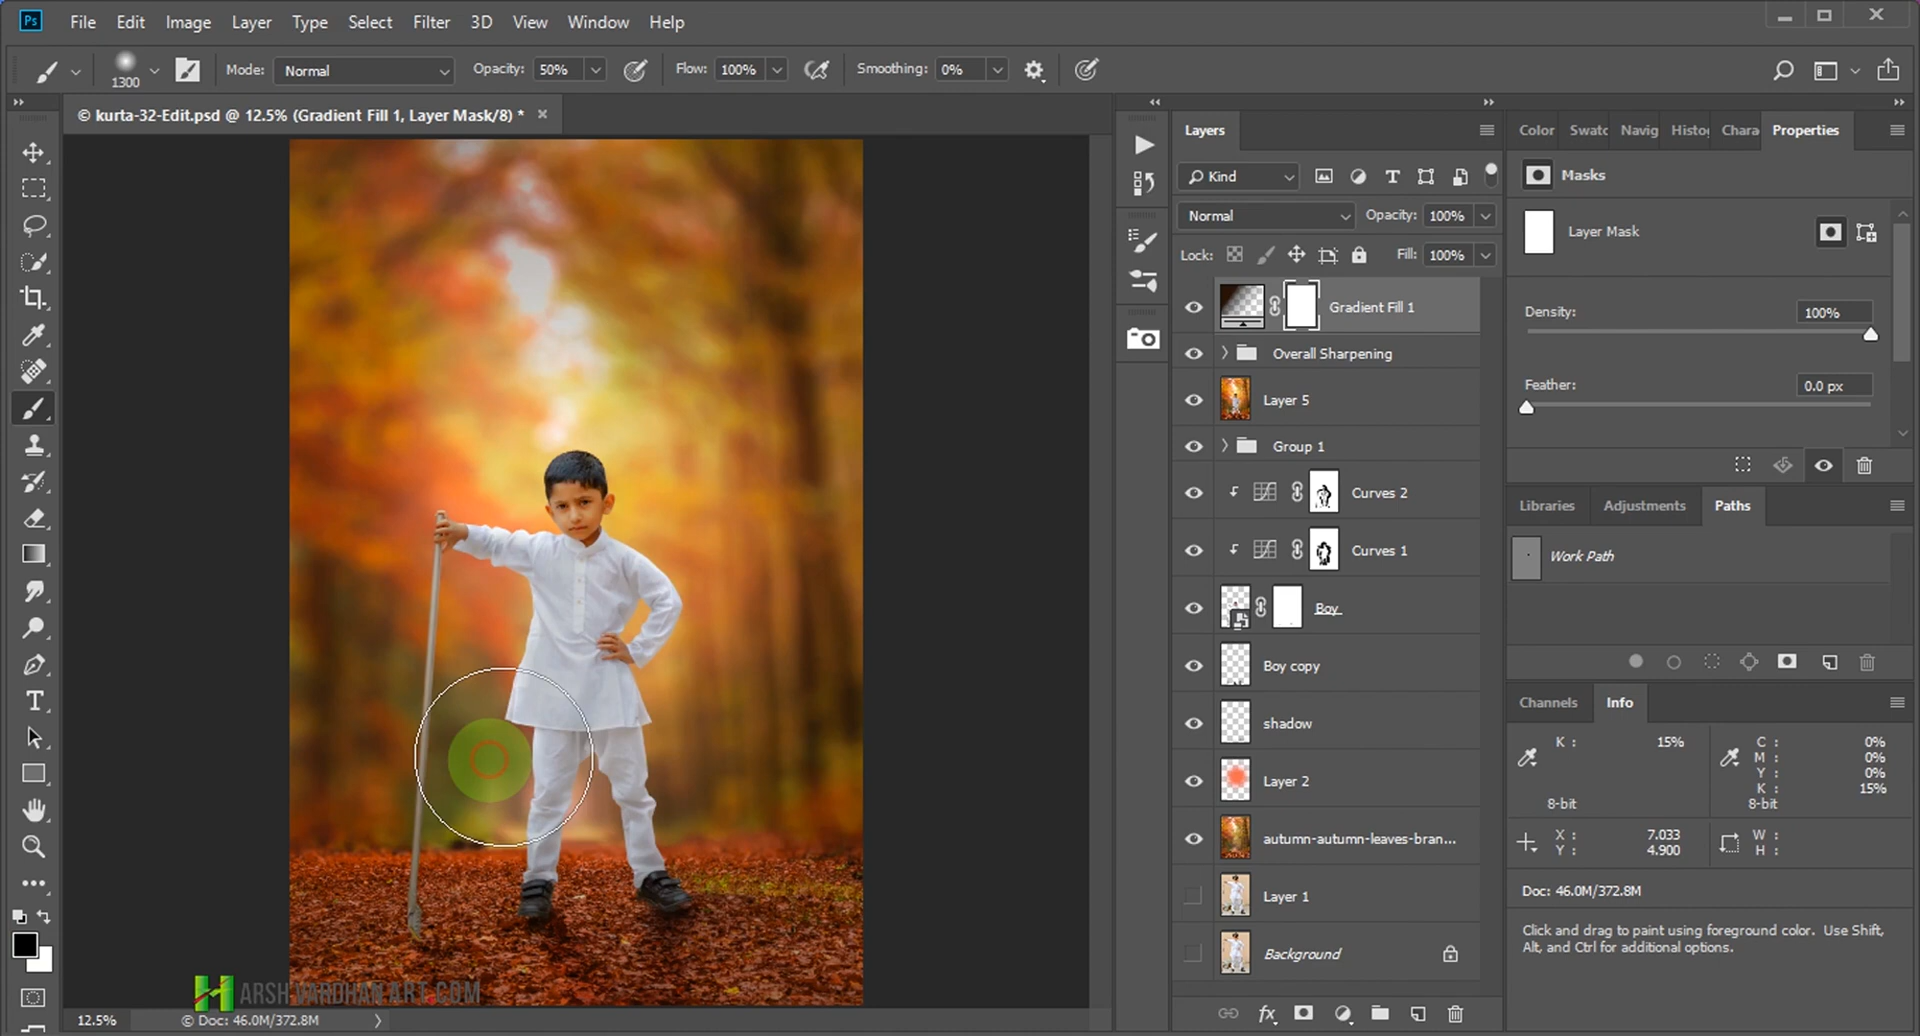 Ps File Edit Image Layer Type Select Filter 3D View Window Help
1300 Mode: Normal Opacity: 50% Flow: 100% Smoothing: 0%
© kurta-32-Edit.psd @ 12.5% (Gradient Fill 1, Layer Mask/8) * ×
Layers
Kind
Normal Opacity: 100%
Lock: Fill: 100%
Gradient Fill 1
Overall Sharpening
Layer 5
Group 1
Curves 2
Curves 1
Boy
Boy copy
shadow
Layer 2
autumn-autumn-leaves-bran...
Layer 1
Background
fx
Color Swatc Navig Histo Chara Properties
Masks
Layer Mask
Density: 100%
Feather: 0.0 px
Libraries Adjustments Paths
Work Path
Channels Info
K : 15% C : 0%
M : 0%
Y : 0%
K : 15%
8-bit 8-bit
X : 7.033 W :
Y : 4.900 H :
Doc: 46.0M/372.8M
Click and drag to paint using foreground color. Use Shift,
Alt, and Ctrl for additional options.
HARSH VARDHAN ART.COM
12.5% © Doc: 46.0M/372.8M